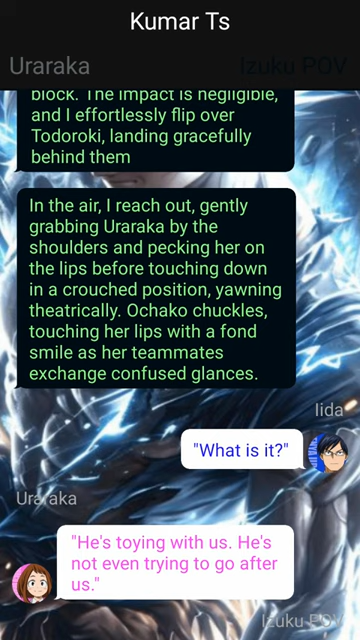 Kumar Ts
Uraraka
Izuku POV
block. The impact is negligible,
and I effortlessly flip over
Todoroki, landing gracefully
behind them
In the air, I reach out, gently
grabbing Uraraka by the
shoulders and pecking her on
the lips before touching down
in a crouched position, yawning
theatrically. Ochako chuckles,
touching her lips with a fond
smile as her teammates
exchange confused glances.
Iida
"What is it?"
Uraraka
"He's toying with us. He's
not even trying to go after
us."
Izuku POV